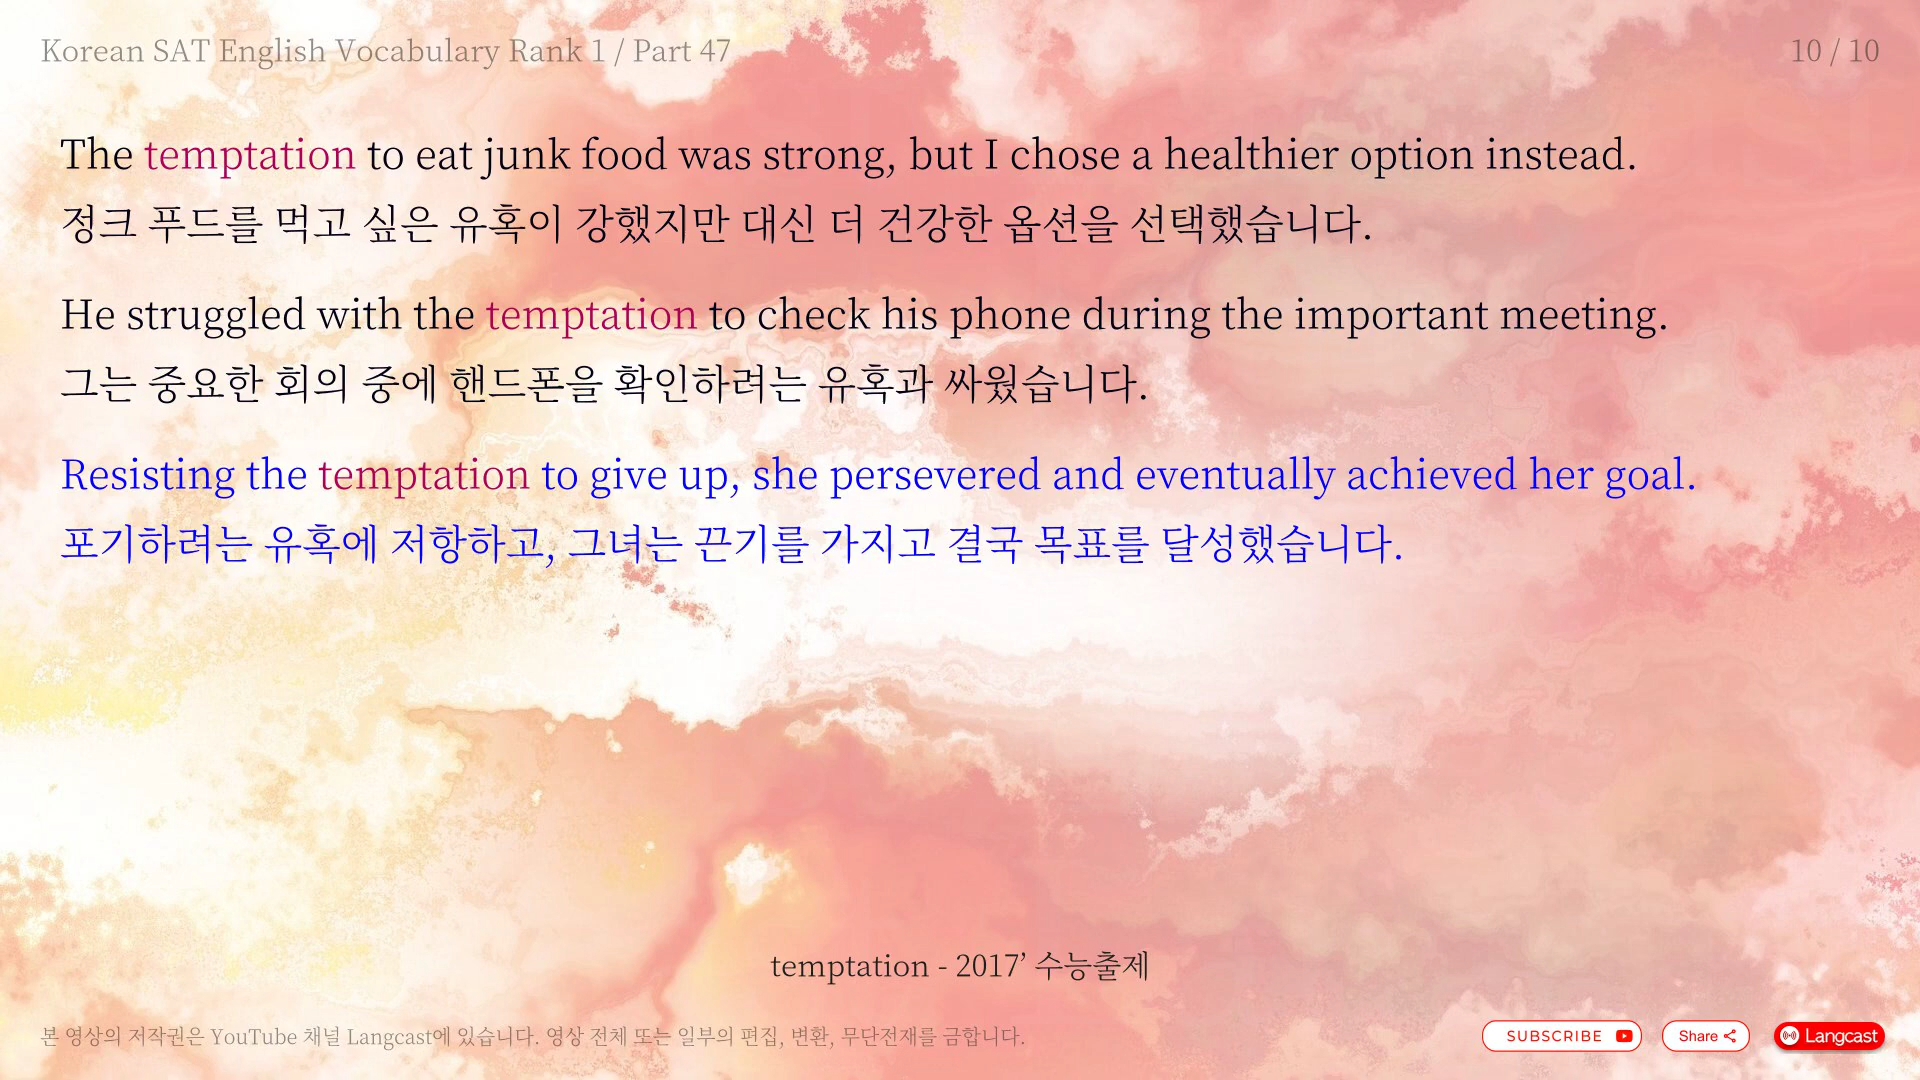 Korean SAT English Vocabulary Rank 1 / Part 47
10 / 10
The temptation to eat junk food was strong, but I chose a healthier option instead.
정크 푸드를 먹고 싶은 유혹이 강했지만 대신 더 건강한 옵션을 선택했습니다.
He struggled with the temptation to check his phone during the important meeting.
그는 중요한 회의 중에 핸드폰을 확인하려는 유혹과 싸웠습니다.
Resisting the temptation to give up, she persevered and eventually achieved her goal.
포기하려는 유혹에 저항하고, 그녀는 끈기를 가지고 결국 목표를 달성했습니다.
temptation - 2017’ 수능출제
본 영상의 저작권은 YouTube 채널 Langcast에 있습니다. 영상 전체 또는 일부의 편집, 변환, 무단전재를 금합니다.
SUBSCRIBE
Share
Langcast